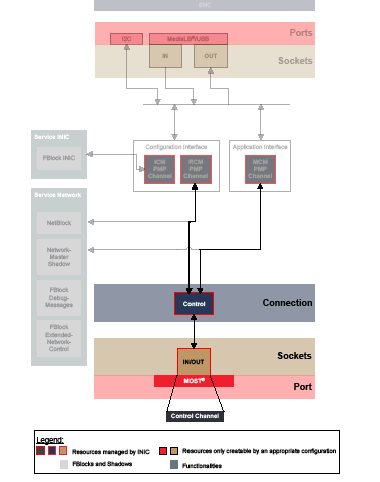 EHC
Ports
I2C
MediaLB®/USB
Sockets
IN
OUT
Service INIC
Configuration Interface
Application Interface
FBlock INIC
ICM
PMP
Channel
IRCM
PMP
Channel
MCM
PMP
Channel
Service Network
NetBlock
Network-
Master
Shadow
FBlock
Debug-
Messages
FBlock
Extended-
Network-
Control
Control
Connection
Sockets
IN/OUT
MOST®
Port
Control Channel
Legend:
Resources managed by INIC
Resources only creatable by an appropriate configuration
FBlocks and Shadows
Functionalities